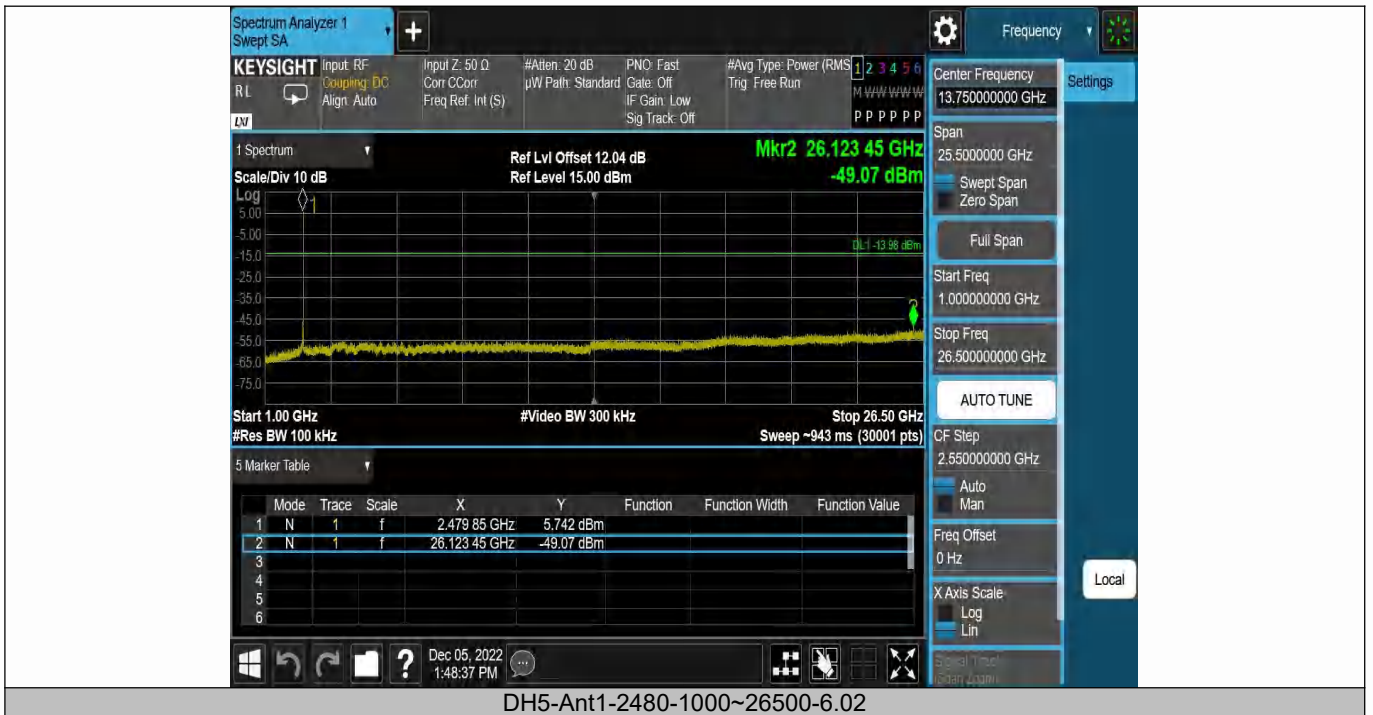 Spectrum Analyzer 1
Swept SA
+
Frequency
KEYSIGHT
RL
LXI
Input: RF
Coupling: DC
Align: Auto
Input Z: 50 Ω
Corr CCorr
Freq Ref: Int (S)
#Atten: 20 dB
µW Path: Standard
PNO: Fast
Gate: Off
IF Gain: Low
Sig Track: Off
#Avg Type: Power (RMS
Trig: Free Run
1 2 3 4 5 6
M W W W W W
P P P P P P
1 Spectrum
Scale/Div 10 dB
Ref Lvl Offset 12.04 dB
Ref Level 15.00 dBm
Mkr2 26.123 45 GHz
-49.07 dBm
Log
1
5.00
-5.00
DL1 -13.98 dBm
-15.0
-25.0
-35.0
-45.0
-55.0
-65.0
-75.0
Start 1.00 GHz
#Video BW 300 kHz
Stop 26.50 GHz
#Res BW 100 kHz
Sweep ~943 ms (30001 pts)
5 Marker Table
Mode Trace Scale X Y Function Function Width Function Value
1 N 1 f 2.479 85 GHz 5.742 dBm
2 N 1 f 26.123 45 GHz -49.07 dBm
3
4
5
6
Dec 05, 2022
1:48:37 PM
Center Frequency
13.750000000 GHz
Settings
Span
25.5000000 GHz
Swept Span
Zero Span
Full Span
Start Freq
1.000000000 GHz
Stop Freq
26.500000000 GHz
AUTO TUNE
CF Step
2.550000000 GHz
Auto
Man
Freq Offset
0 Hz
X Axis Scale
Log
Lin
Local
Signal Track
(Span Zoom)
DH5-Ant1-2480-1000~26500-6.02